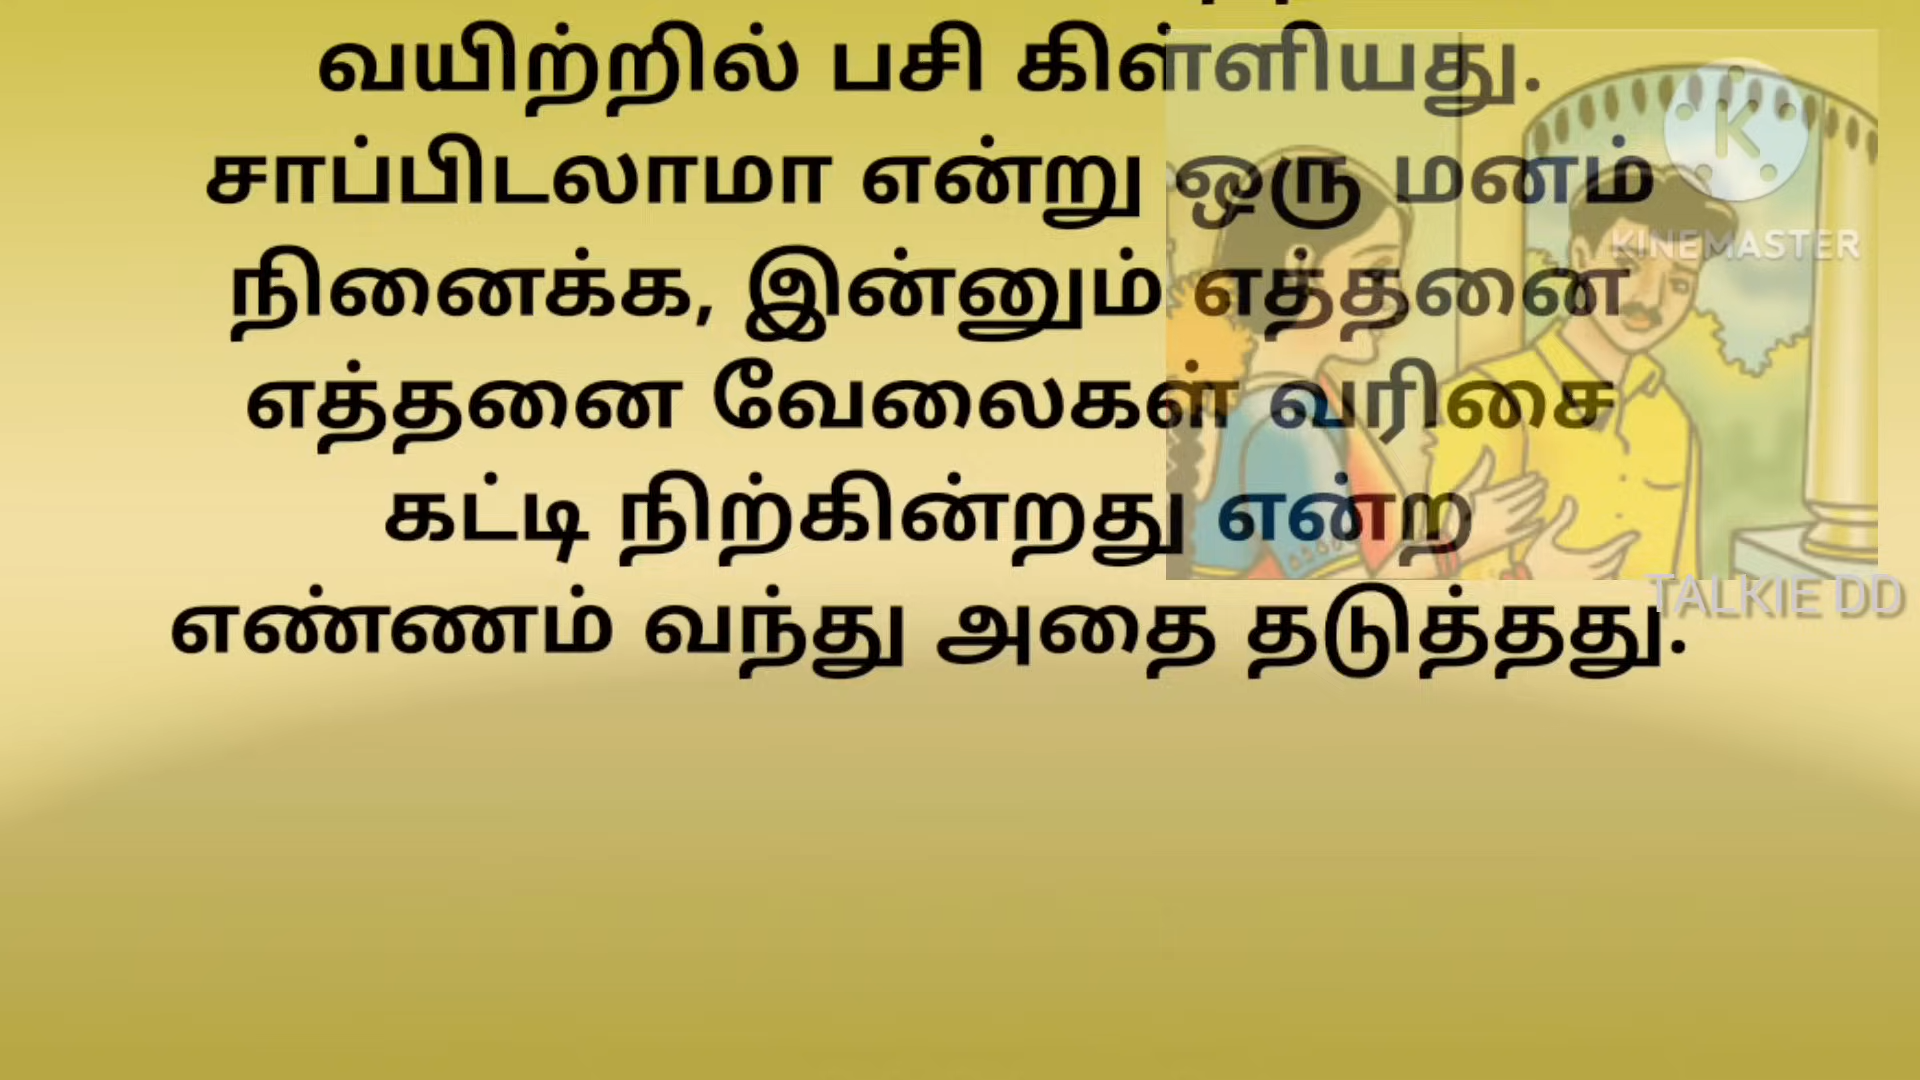 வயிற்றில் பசி கிள்ளியது.
சாப்பிடலாமா என்று ஒரு மனம்
நினைக்க, இன்னும் எத்தனை
எத்தனை வேலைகள் வரிசை
கட்டி நிற்கின்றது என்ற
எண்ணம் வந்து அதை தடுத்தது.
K
KINEMASTER
TALKIE DD